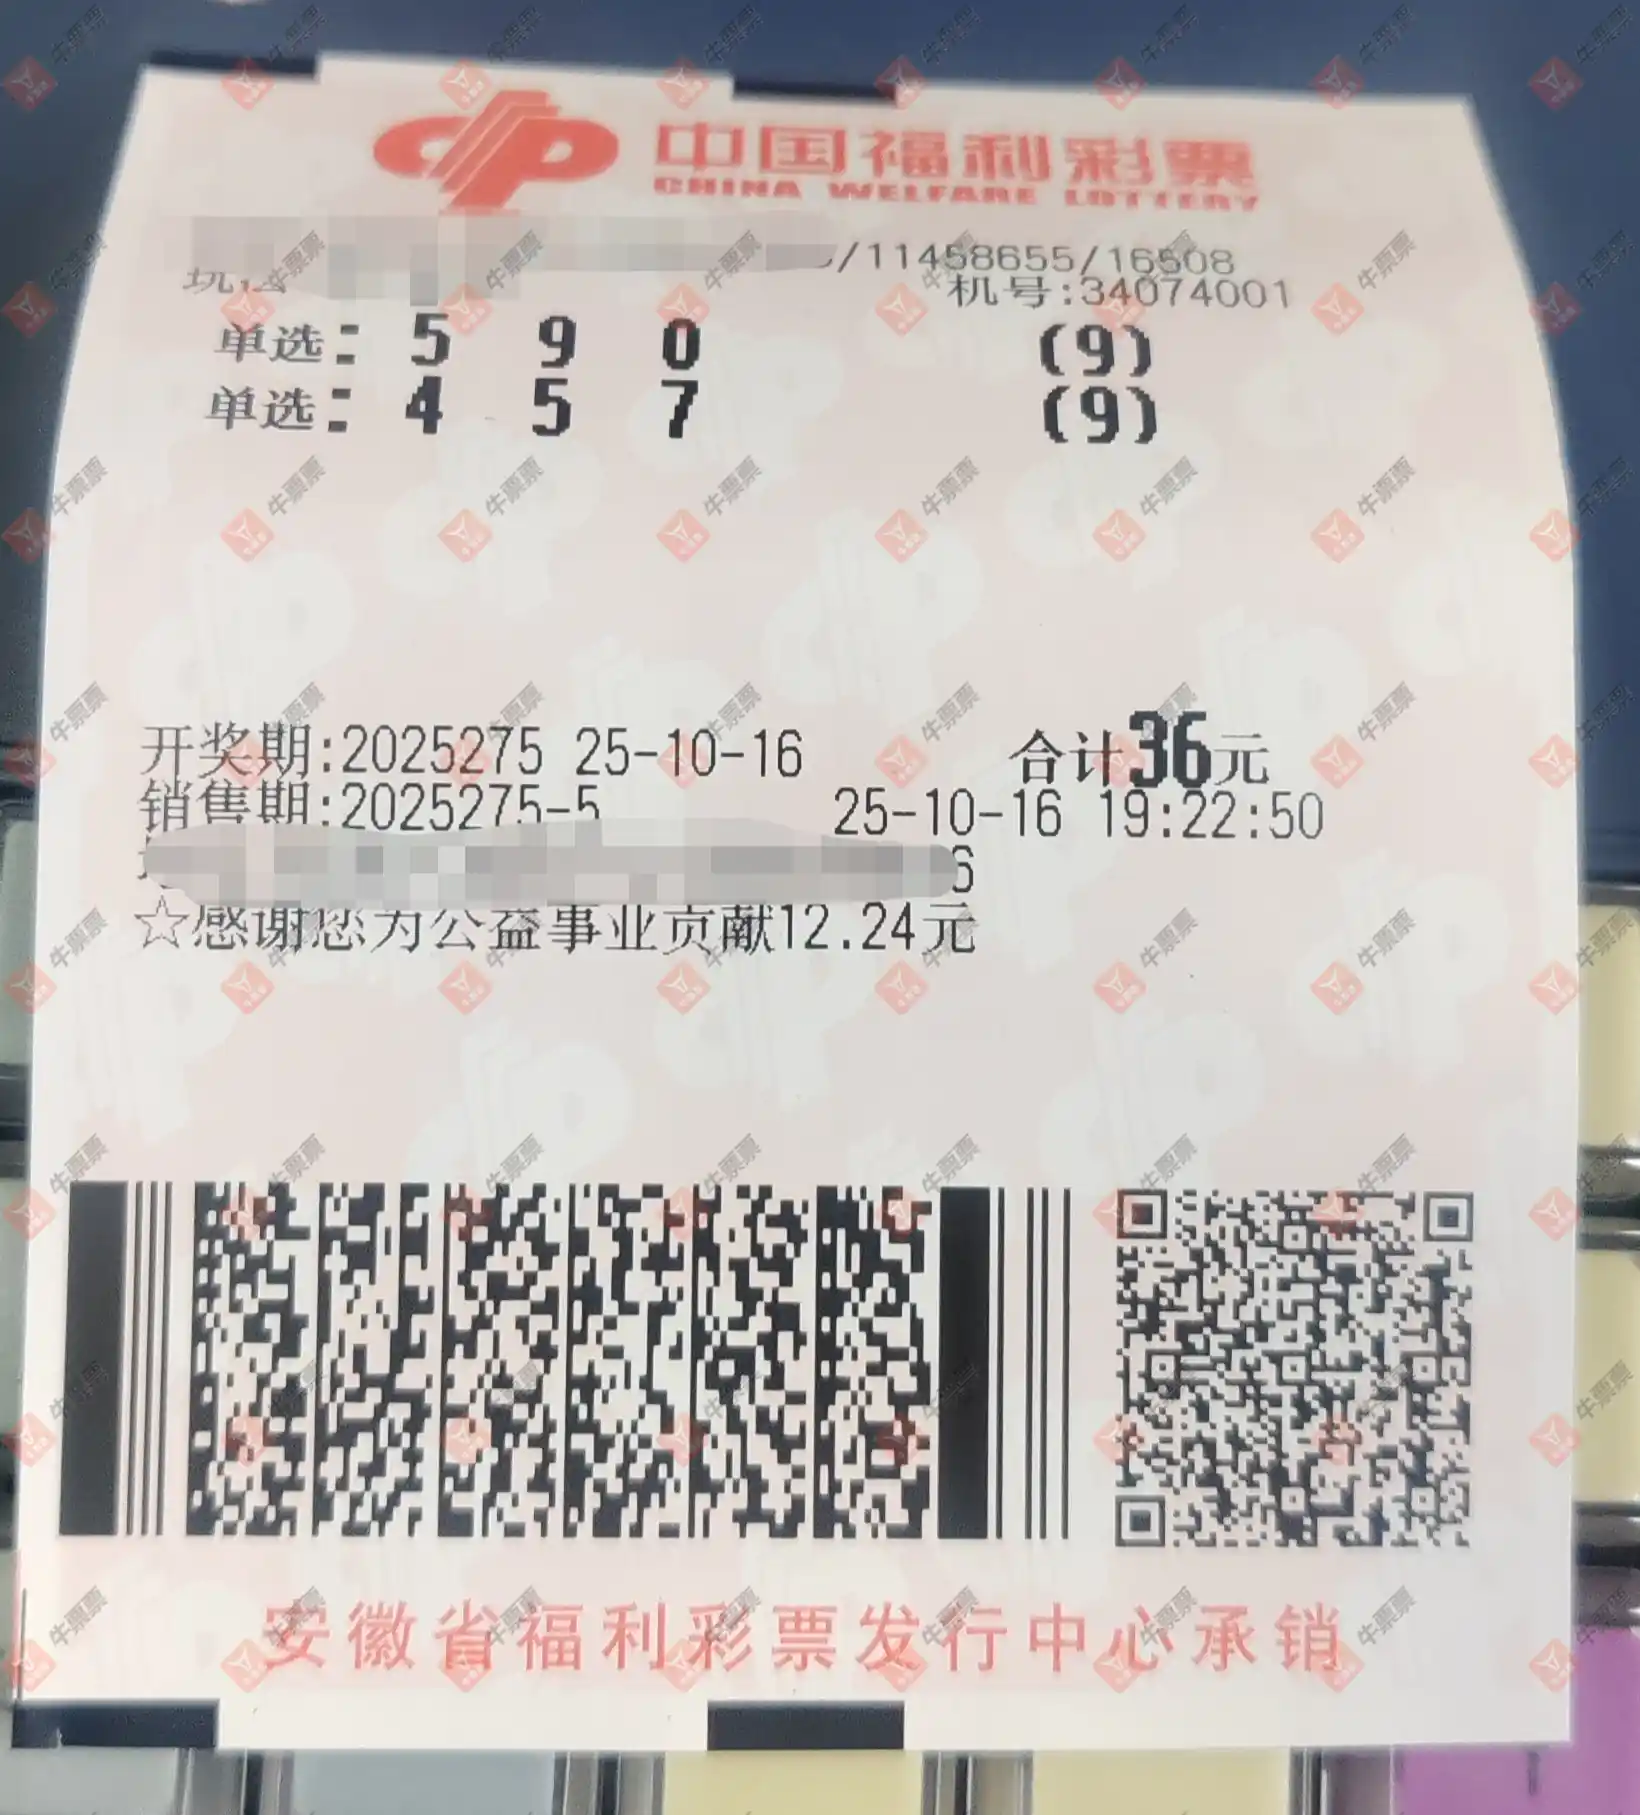 中国福利彩票
CHINA WELFARE LOTTERY
/11458655/16508
机号:34074001
单选: 5 9 0 (9)
单选: 4 5 7 (9)
开奖期:2025275 25-10-16 合计36元
销售期:2025275-5 25-10-16 19:22:50
6
☆感谢您为公益事业贡献12.24元
安徽省福利彩票发行中心承销
牛票票